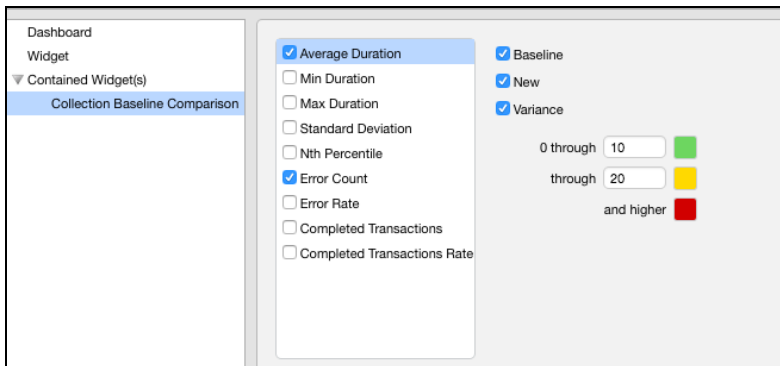 Dashboard
Widget
Contained Widget(s)
Collection Baseline Comparison
Average Duration
Min Duration
Max Duration
Standard Deviation
Nth Percentile
Error Count
Error Rate
Completed Transactions
Completed Transactions Rate
Baseline
New
Variance
0 through 10
through 20
and higher